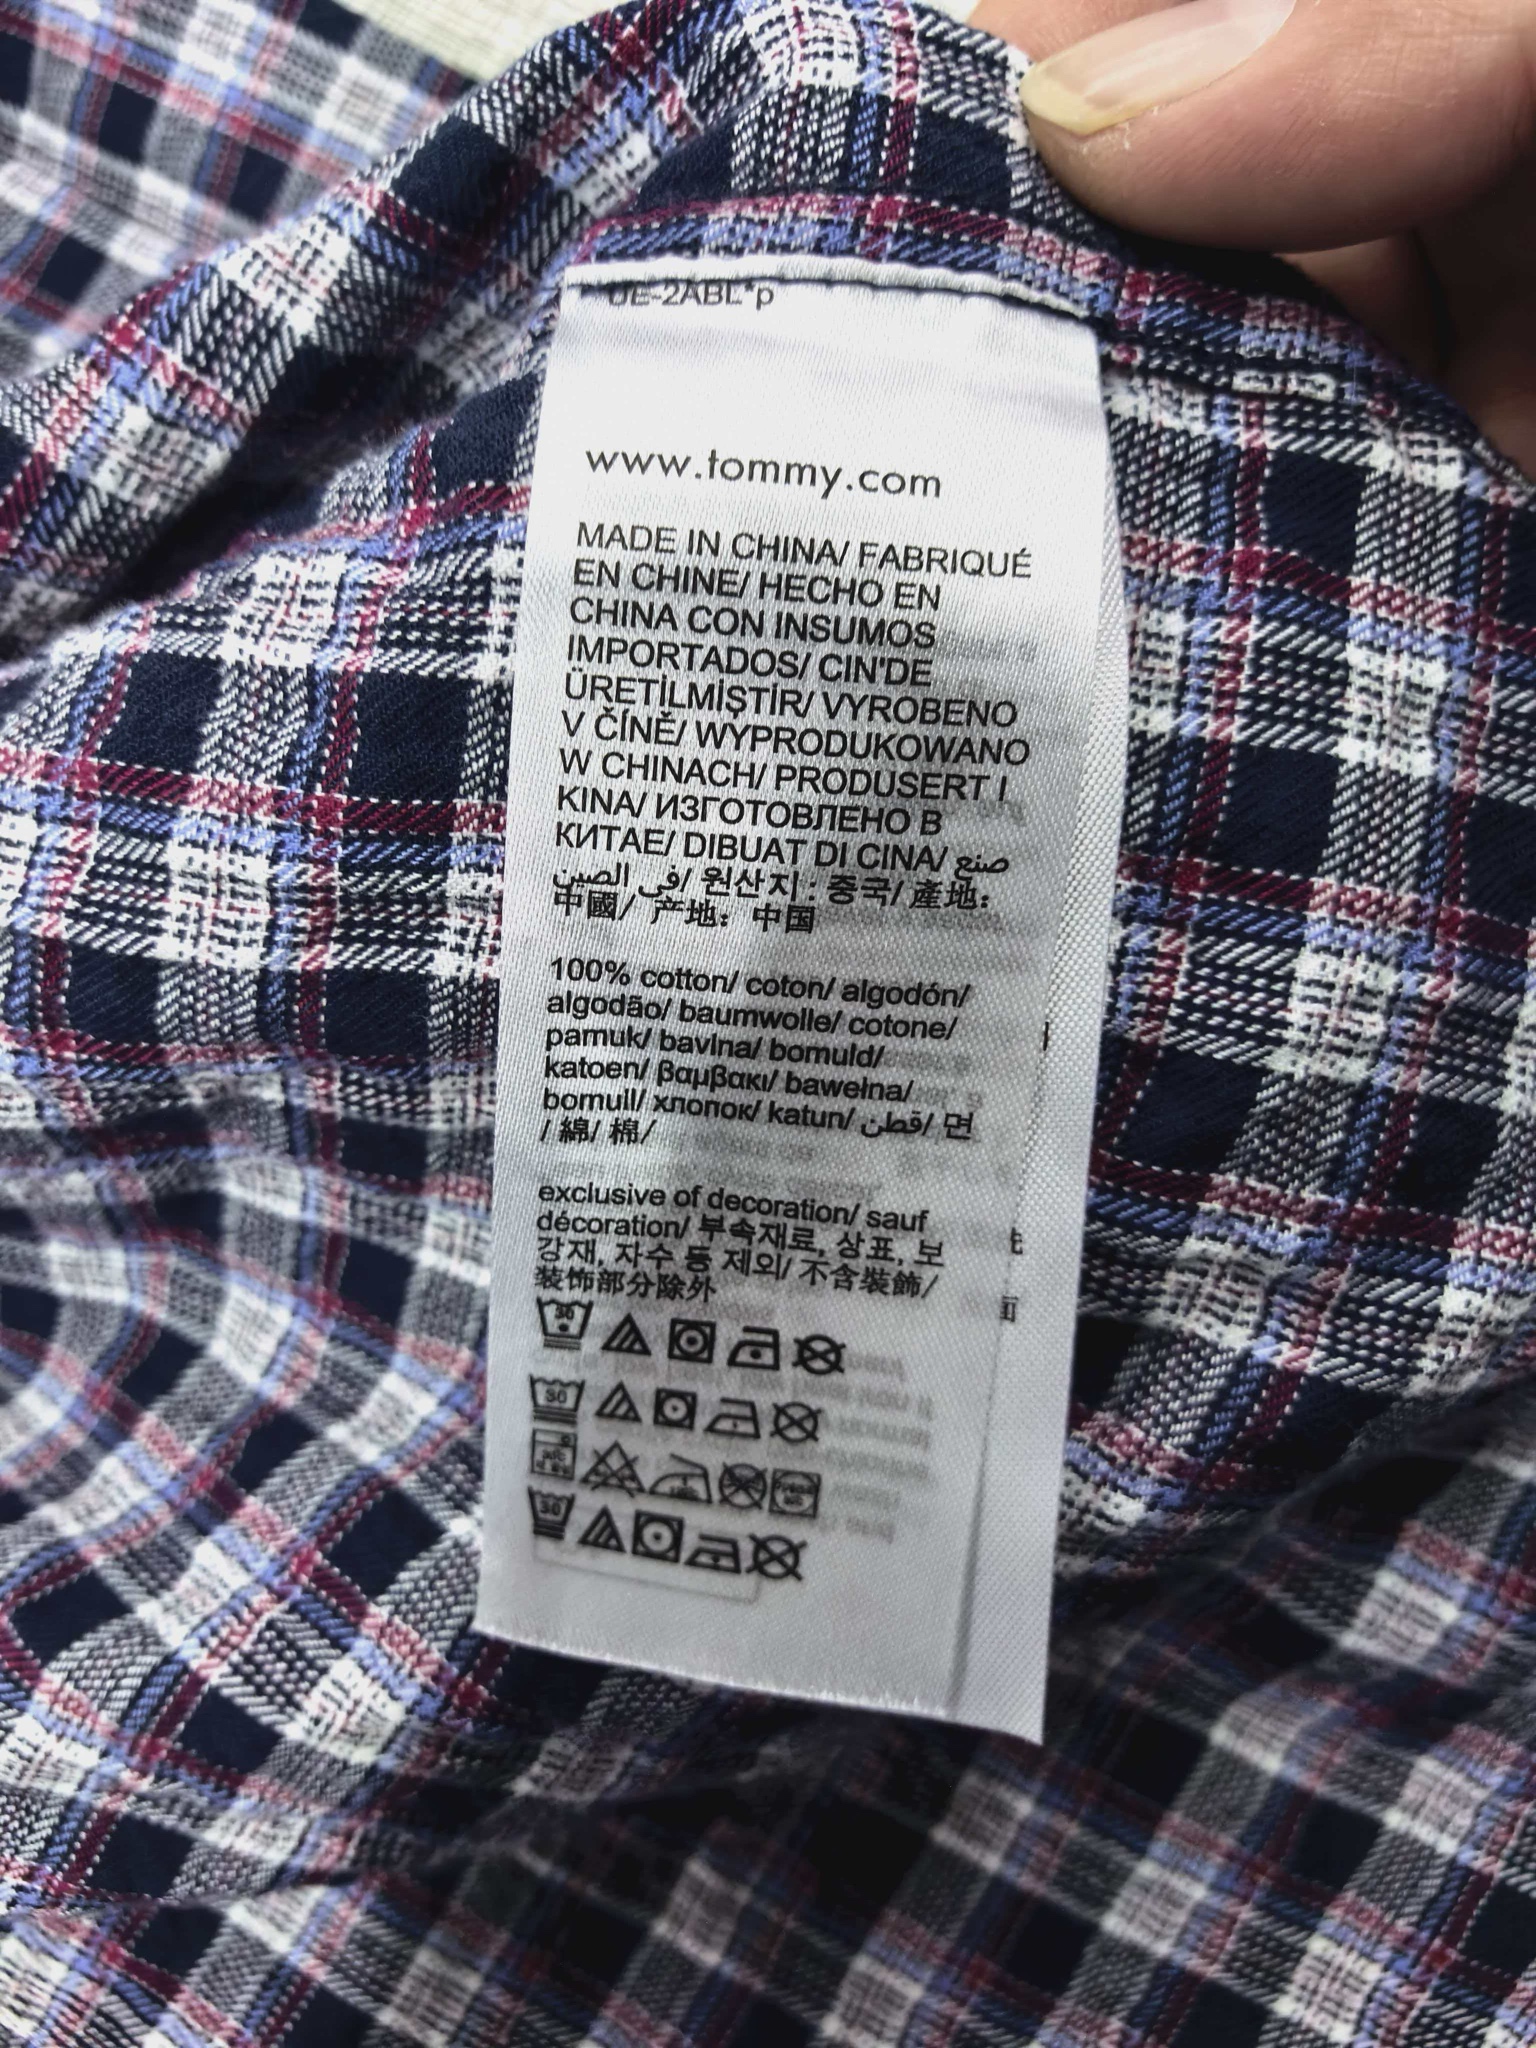 UE-2ABL*p
www.tommy.com
MADE IN CHINA/ FABRIQUÉ
EN CHINE/ HECHO EN
CHINA CON INSUMOS
IMPORTADOS/ CIN'DE
ÜRETİLMİŞTİR/ VYROBENO
V ČÍNĚ/ WYPRODUKOWANO
W CHINACH/ PRODUSERT I
KINA/ ИЗГОТОВЛЕНО В
КИТАЕ/ DIBUAT DI CINA/ صنع
في الصين/ 원산지 : 중국/ 產地:
中國/ 产地: 中国
100% cotton/ coton/ algodón/
algodão/ baumwolle/ cotone/
pamuk/ bavlna/ bomuld/
katoen/ βαμβακι/ bawełna/
bomull/ хлопок/ katun/ قطن/ 면
/ 綿/ 棉/
exclusive of decoration/ sauf
décoration/ 부속재료, 상표, 보
강재, 자수 등 제외/ 不含裝飾/
装饰部分除外
30
30
30